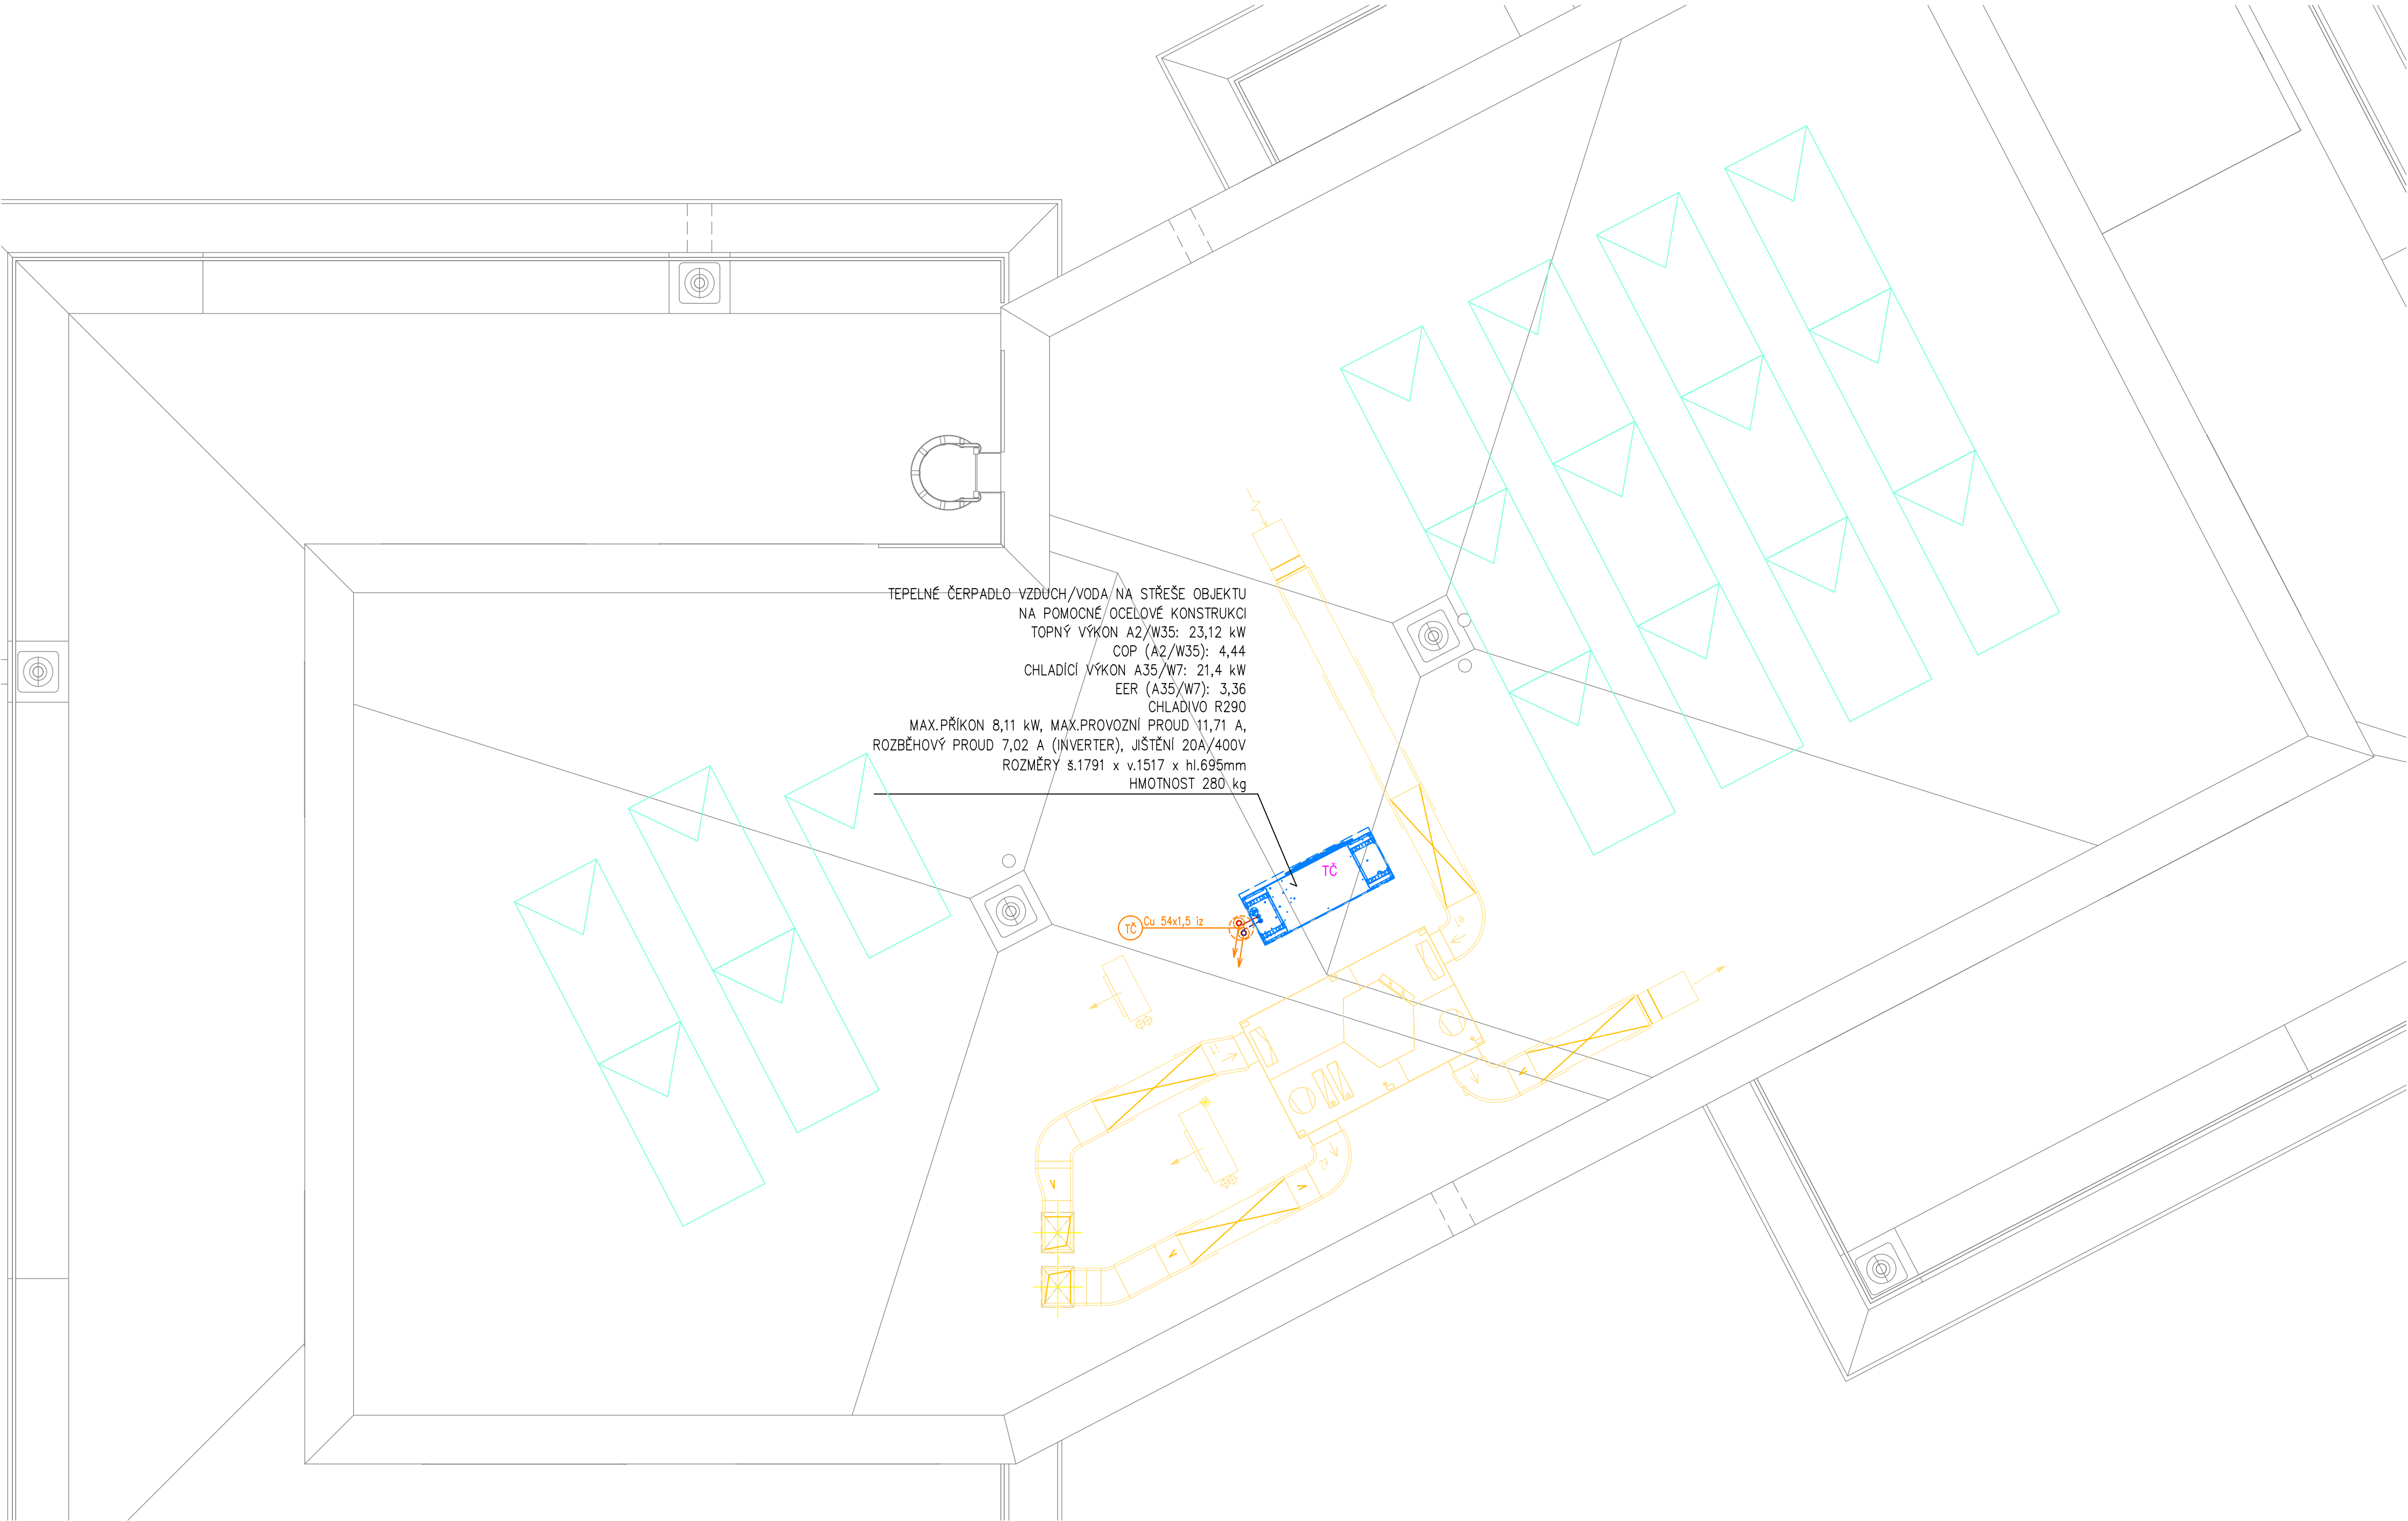 TEPELNÉ ČERPADLO VZDUCH/VODA NA STŘEŠE OBJEKTU
NA POMOCNÉ OCELOVÉ KONSTRUKCI
TOPNÝ VÝKON A2/W35: 23,12 kW
COP (A2/W35): 4,44
CHLADÍCÍ VÝKON A35/W7: 21,4 kW
EER (A35/W7): 3,36
CHLADIVO R290
MAX.PŘÍKON 8,11 kW, MAX.PROVOZNÍ PROUD 11,71 A,
ROZBĚHOVÝ PROUD 7,02 A (INVERTER), JIŠTĚNÍ 20A/400V
ROZMĚRY š.1791 x v.1517 x hl.695mm
HMOTNOST 280 kg
TČ
TČ
Cu 54x1,5 iz